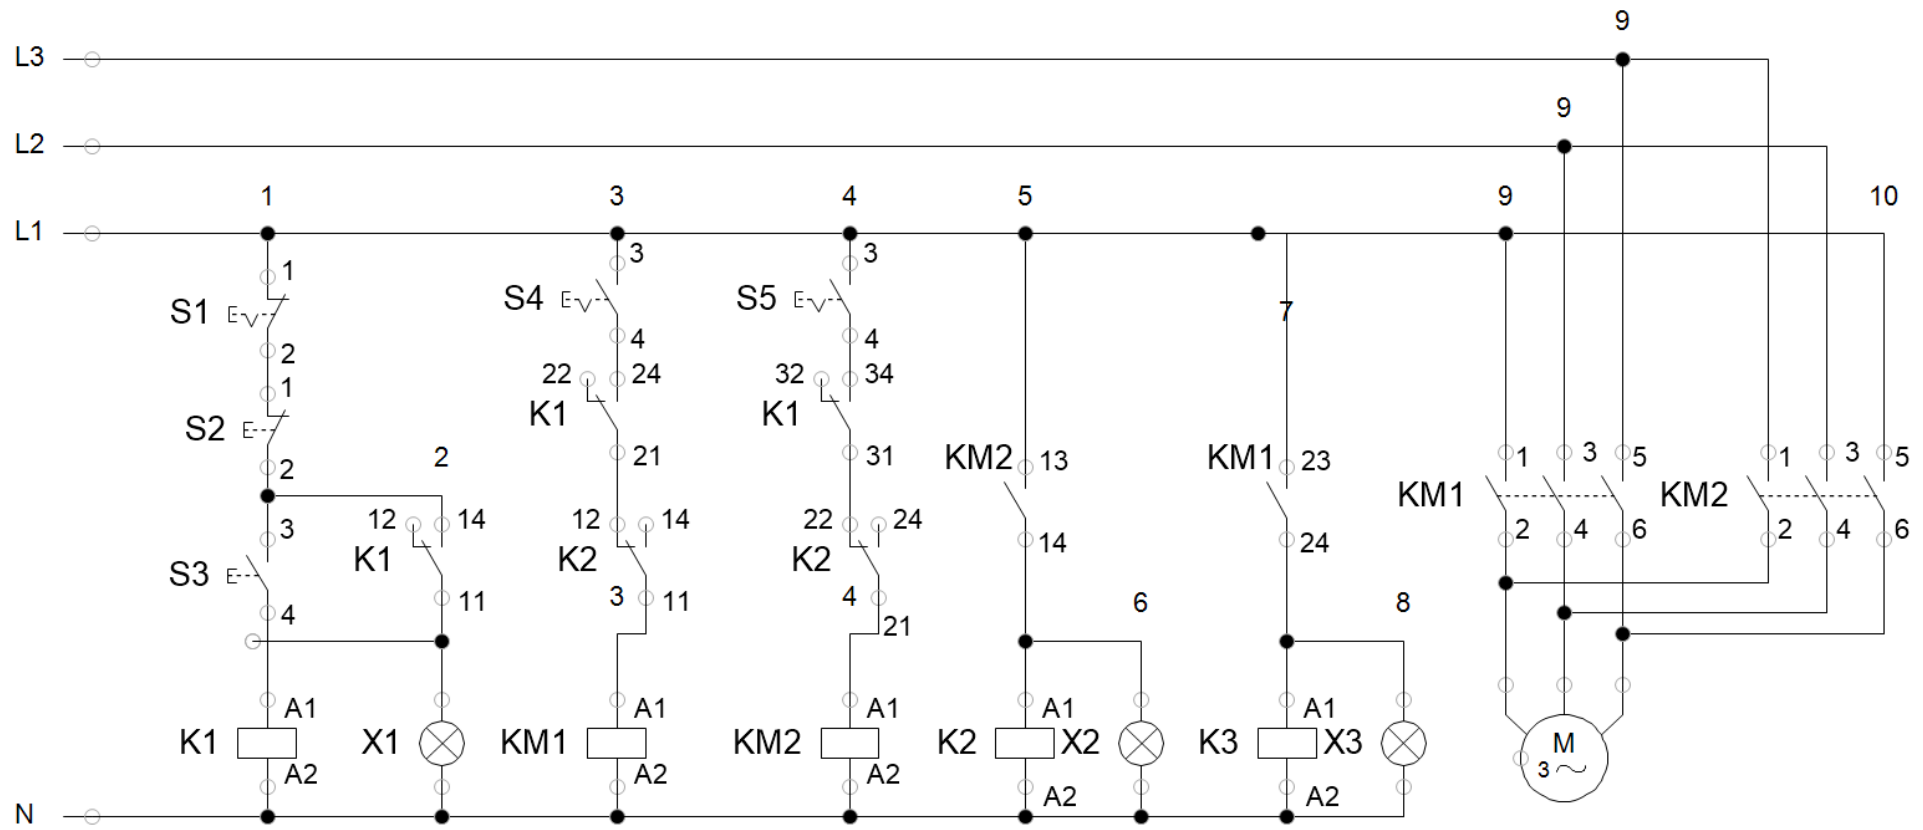 9
L3
9
L2
1 3 4 5 9 10
L1
3 3
1
S1 S4 S5
7
2 4 4
22 24 32 34
1
K1 K1
S2
2 2 21 31 KM2 13 KM1 23 1 3 5 1 3 5
KM1 KM2
3 12 14 12 14 22 24
14 24 2 4 6 2 4 6
S3 K1 K2 K2
4 11 3 11 4 6 8
21
A1 A1 A1 A1 A1
K1 X1 KM1 KM2 K2 X2 K3 X3 M
3
A2 A2 A2 A2 A2
N